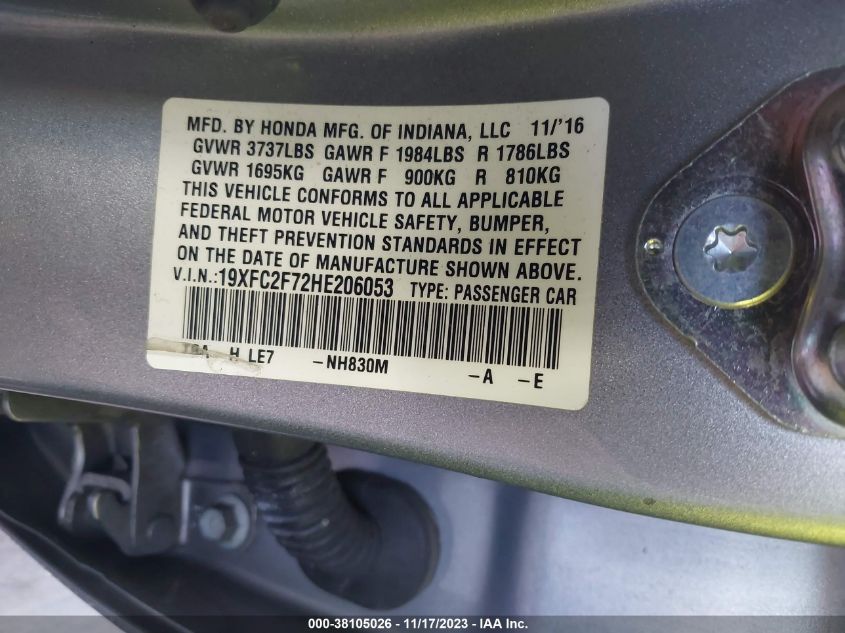 MFD. BY HONDA MFG. OF INDIANA, LLC 11/'16
GVWR 3737LBS GAWR F 1984LBS R 1786LBS
GVWR 1695KG GAWR F 900KG R 810KG
THIS VEHICLE CONFORMS TO ALL APPLICABLE
FEDERAL MOTOR VEHICLE SAFETY, BUMPER,
AND THEFT PREVENTION STANDARDS IN EFFECT
ON THE DATE OF MANUFACTURE SHOWN ABOVE.
V.I.N.:19XFC2F72HE206053 TYPE: PASSENGER CAR
H LE7 -NH830M -A -E
000-38105026 - 11/17/2023 - IAA Inc.